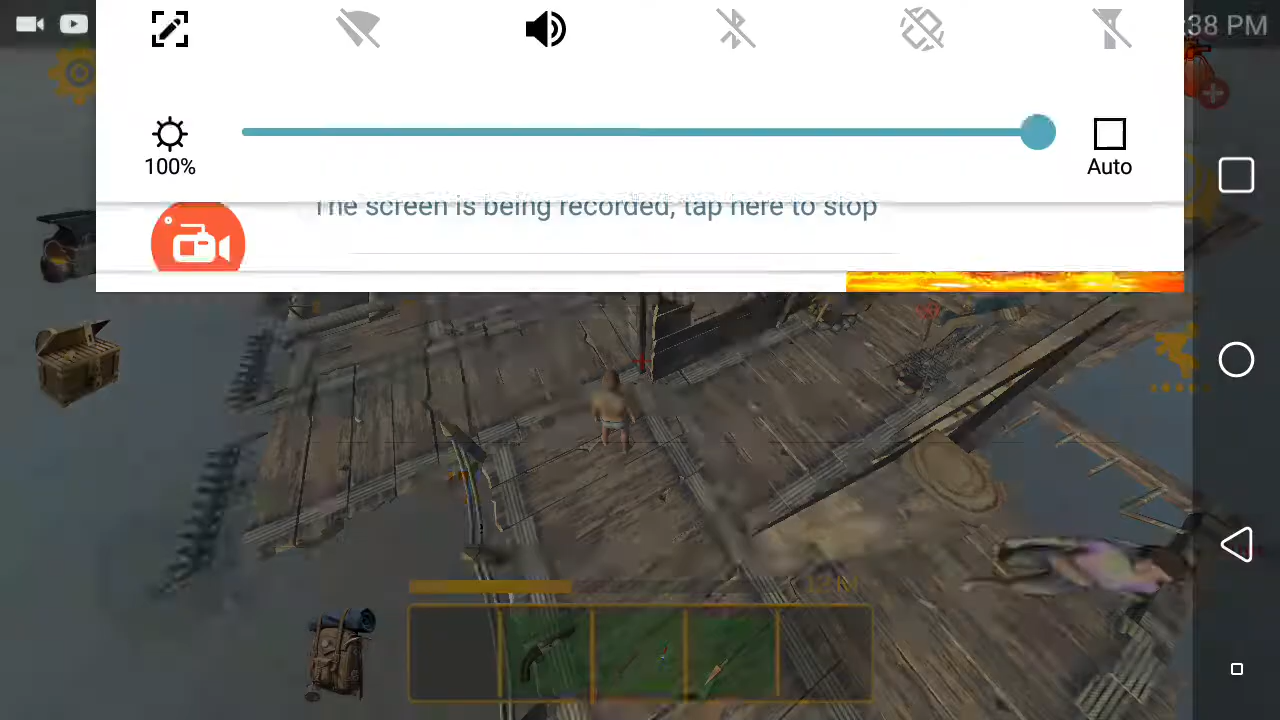 :38 PM
100%
Auto
The screen is being recorded, tap here to stop